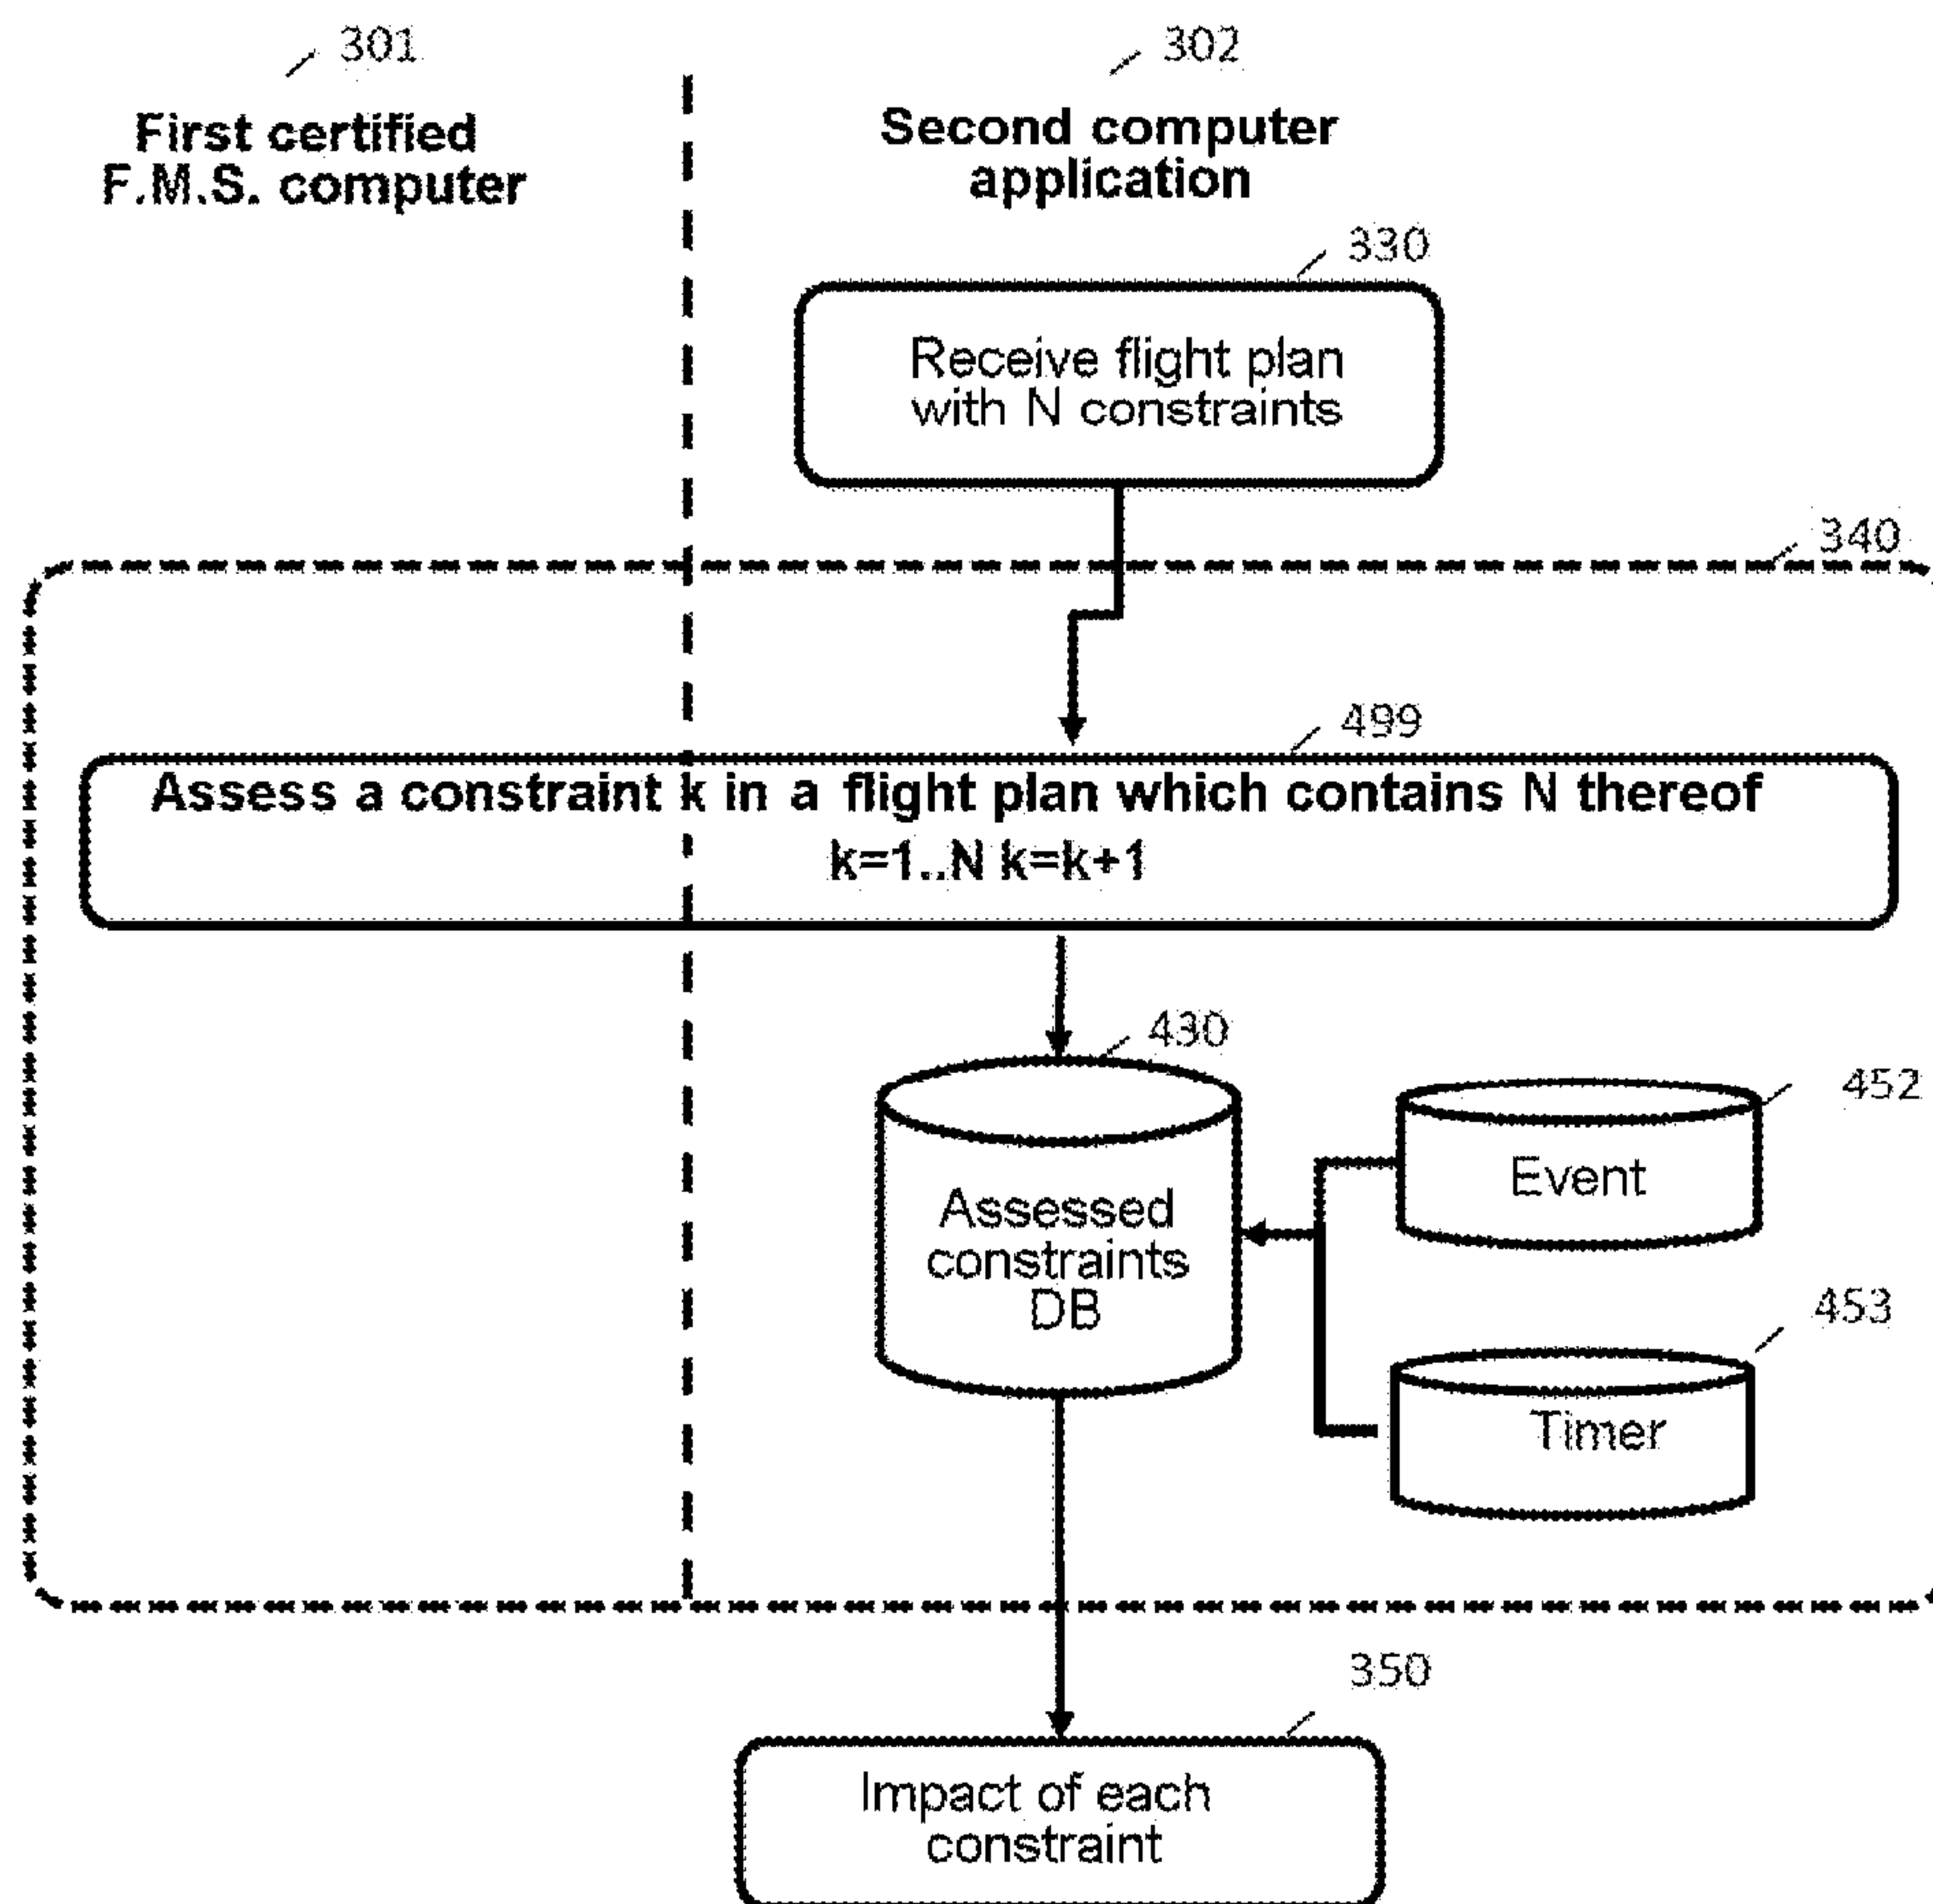 301
302
First certified
F.M.S. computer
Second computer
application
330
Receive flight plan
with N constraints
340
499
Assess a constraint k in a flight plan which contains N thereof
k=1..N k=k+1
430
452
Event
Assessed
constraints
DB
453
Timer
350
Impact of each
constraint